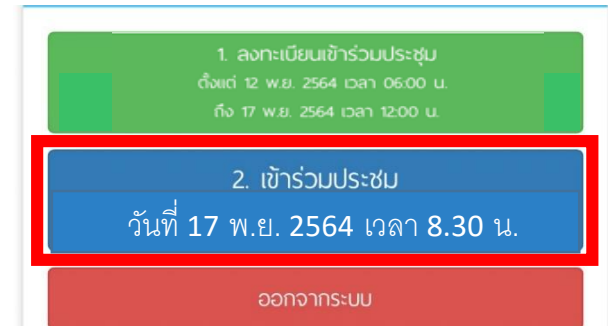 1. ลงทะเบียนเข้าร่วมประชุม
ตั้งแต่ 12 พ.ย. 2564 เวลา 06:00 น.
ถึง 17 พ.ย. 2564 เวลา 12:00 น.
2. เข้าร่วมประชุม
วันที่ 17 พ.ย. 2564 เวลา 8.30 น.
ออกจากระบบ